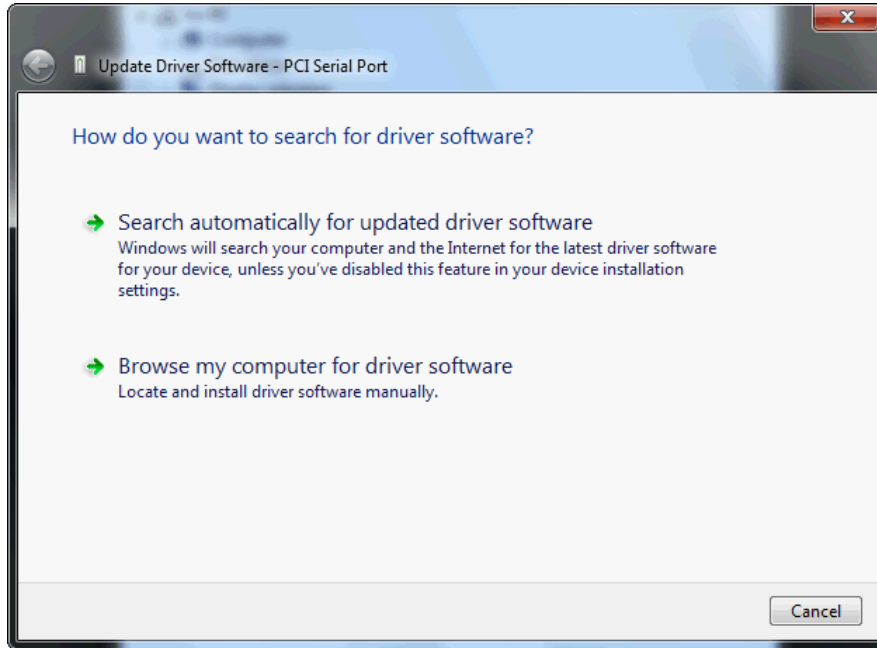 Update Driver Software - PCI Serial Port
How do you want to search for driver software?
Search automatically for updated driver software
Windows will search your computer and the Internet for the latest driver software
for your device, unless you've disabled this feature in your device installation
settings.
Browse my computer for driver software
Locate and install driver software manually.
Cancel